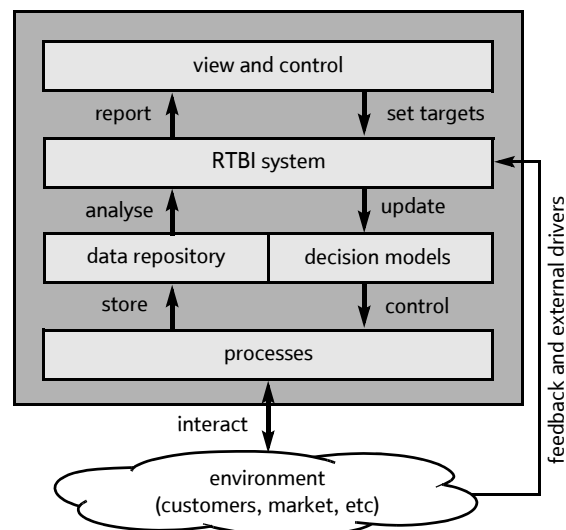 view and control
report
set targets
RTBI system
analyse
update
data repository
decision models
store
control
processes
interact
environment
(customers, market, etc)
feedback and external drivers